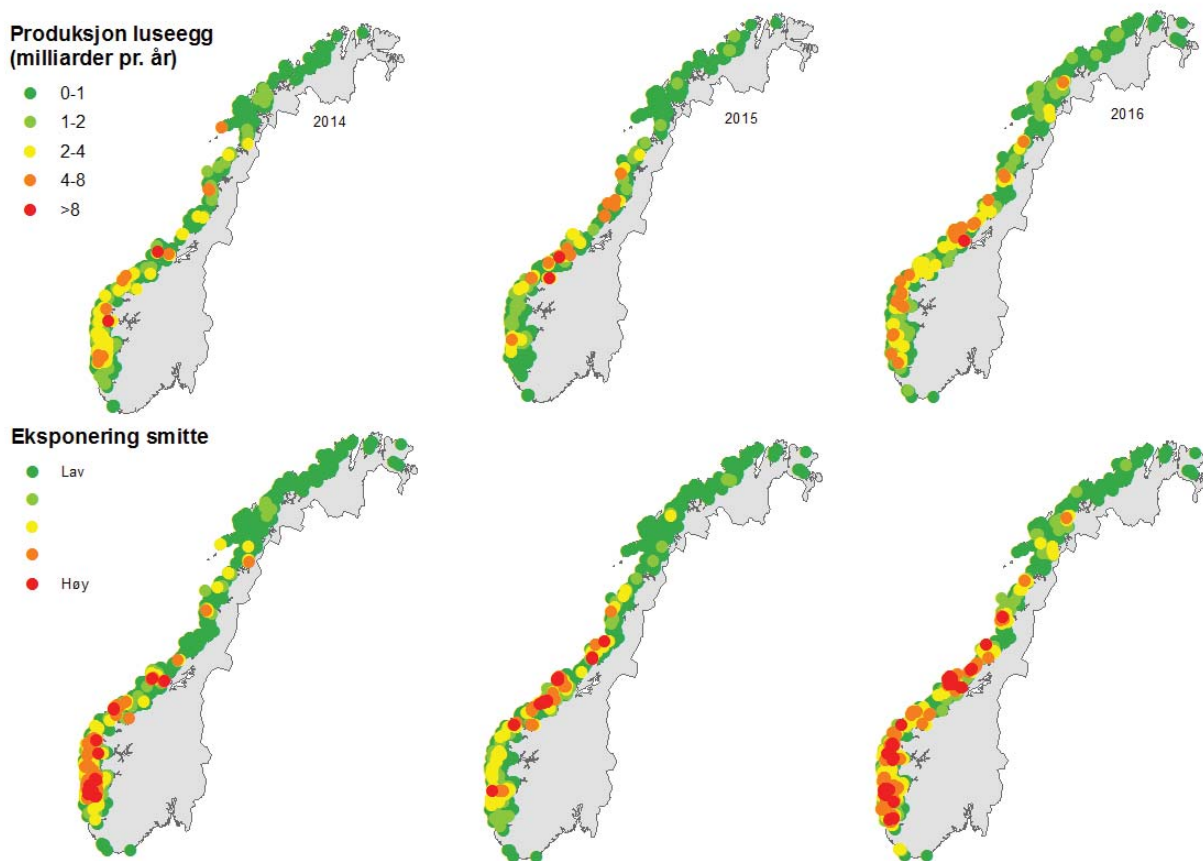 Produksjon luseegg
(milliarder pr. år)
0-1
1-2
2-4
4-8
>8
2014
2015
2016
Eksponering smitte
Lav
Høy